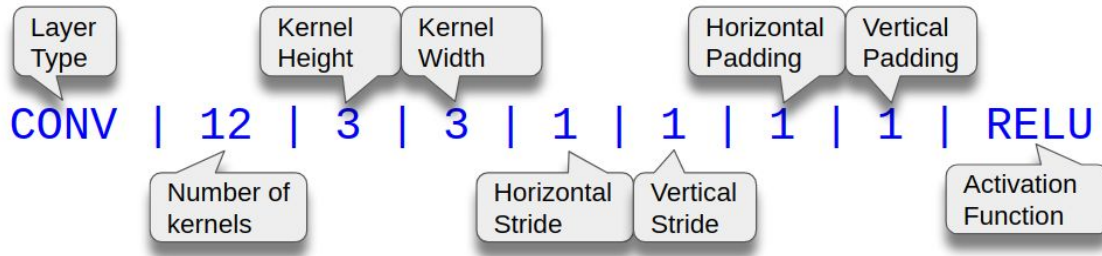 Layer
Type
Kernel
Height
Kernel
Width
Horizontal
Padding
Vertical
Padding
CONV | 12 | 3 | 3 | 1 | 1 | 1 | 1 | RELU
Number of
kernels
Horizontal
Stride
Vertical
Stride
Activation
Function